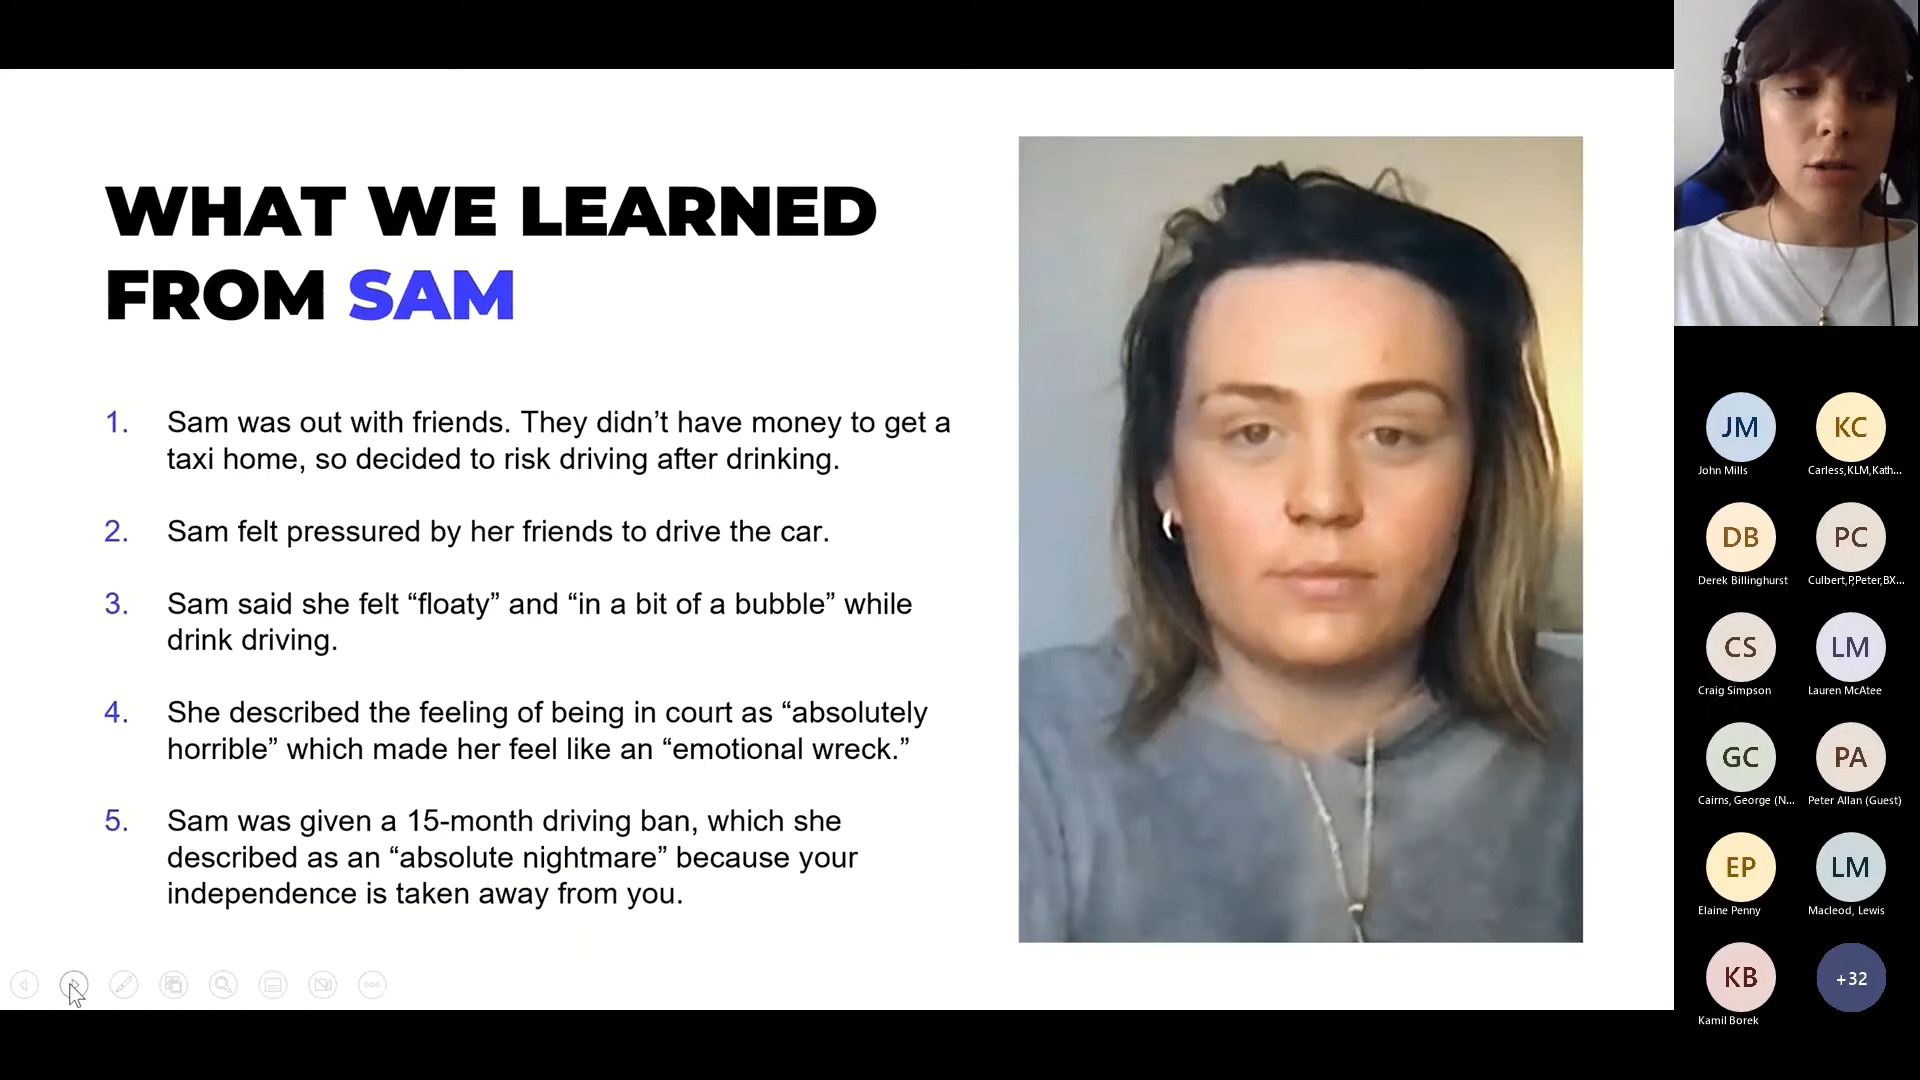 WHAT WE LEARNED
FROM SAM
1. Sam was out with friends. They didn’t have money to get a
taxi home, so decided to risk driving after drinking.
2. Sam felt pressured by her friends to drive the car.
3. Sam said she felt “floaty” and “in a bit of a bubble” while
drink driving.
4. She described the feeling of being in court as “absolutely
horrible” which made her feel like an “emotional wreck.”
5. Sam was given a 15-month driving ban, which she
described as an “absolute nightmare” because your
independence is taken away from you.
JM
John Mills
KC
Carless,KLM,Kath...
DB
Derek Billinghurst
PC
Culbert,P,Peter,BX...
CS
Craig Simpson
LM
Lauren McAtee
GC
Cairns, George (N...
PA
Peter Allan (Guest)
EP
Elaine Penny
LM
Macleod, Lewis
KB
Kamil Borek
+32